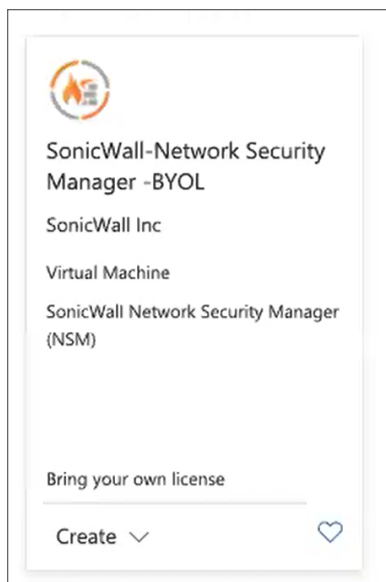 SonicWall-Network Security
Manager -BYOL
SonicWall Inc
Virtual Machine
SonicWall Network Security Manager
(NSM)
Bring your own license
Create